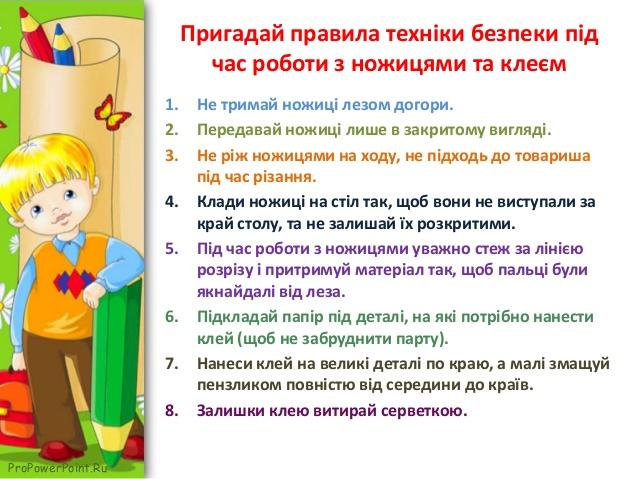 Пригадай правила техніки безпеки під
час роботи з ножицями та клеєм
1. Не тримай ножиці лезом догори.
2. Передавай ножиці лише в закритому вигляді.
3. Не ріж ножицями на ходу, не підходь до товариша
під час різання.
4. Клади ножиці на стіл так, щоб вони не виступали за
край столу, та не залишай їх розкритими.
5. Під час роботи з ножицями уважно стеж за лінією
розрізу і притримуй матеріал так, щоб пальці були
якнайдалі від леза.
6. Підкладай папір під деталі, на які потрібно нанести
клей (щоб не забруднити парту).
7. Нанеси клей на великі деталі по краю, а малі змащуй
пензликом повністю від середини до країв.
8. Залишки клею витирай серветкою.
ProPowerPoint.Ru